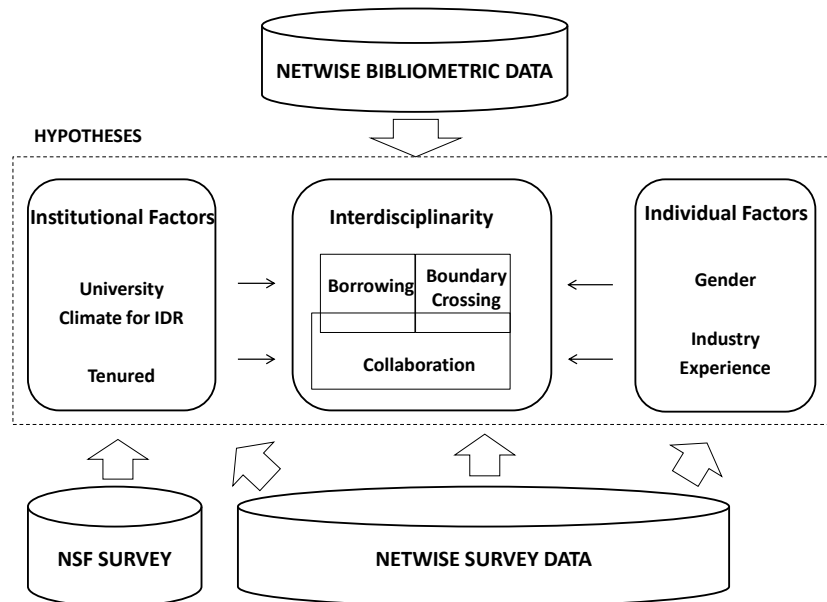 NETWISE BIBLIOMETRIC DATA
HYPOTHESES
Institutional Factors
University
Climate for IDR
Tenured
Interdisciplinarity
Borrowing
Boundary
Crossing
Collaboration
Individual Factors
Gender
Industry
Experience
NSF SURVEY
NETWISE SURVEY DATA